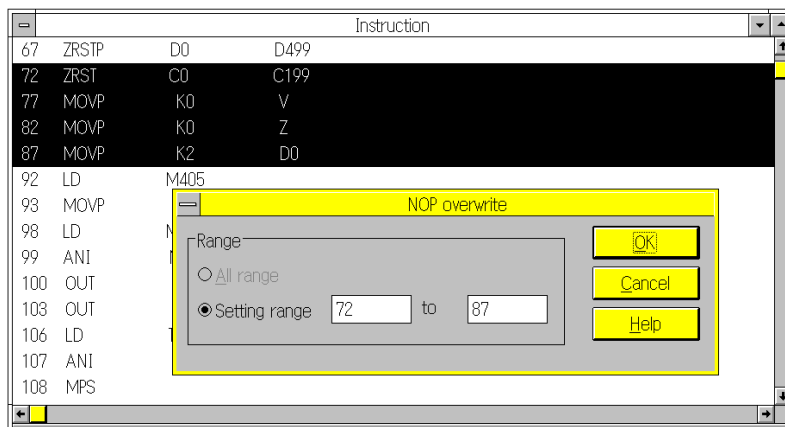 Instruction
67 ZRSTP D0 D499
72 ZRST C0 C199
77 MOVP K0 V
82 MOVP K0 Z
87 MOVP K2 D0
92 LD M405
93 MOVP
98 LD
99 ANI
100 OUT
103 OUT
106 LD
107 ANI
108 MPS
NOP overwrite
Range
All range
Setting range 72 to 87
OK
Cancel
Help